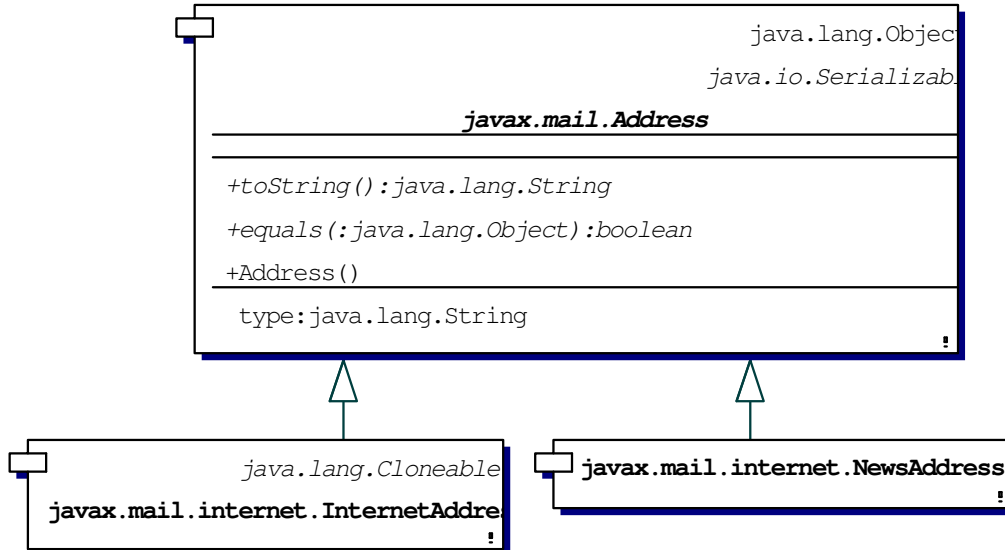 java.lang.Objec
java.io.Serializab
javax.mail.Address
+toString():java.lang.String
+equals(:java.lang.Object):boolean
+Address()
type:java.lang.String
java.lang.Cloneable
javax.mail.internet.InternetAddre
javax.mail.internet.NewsAddress